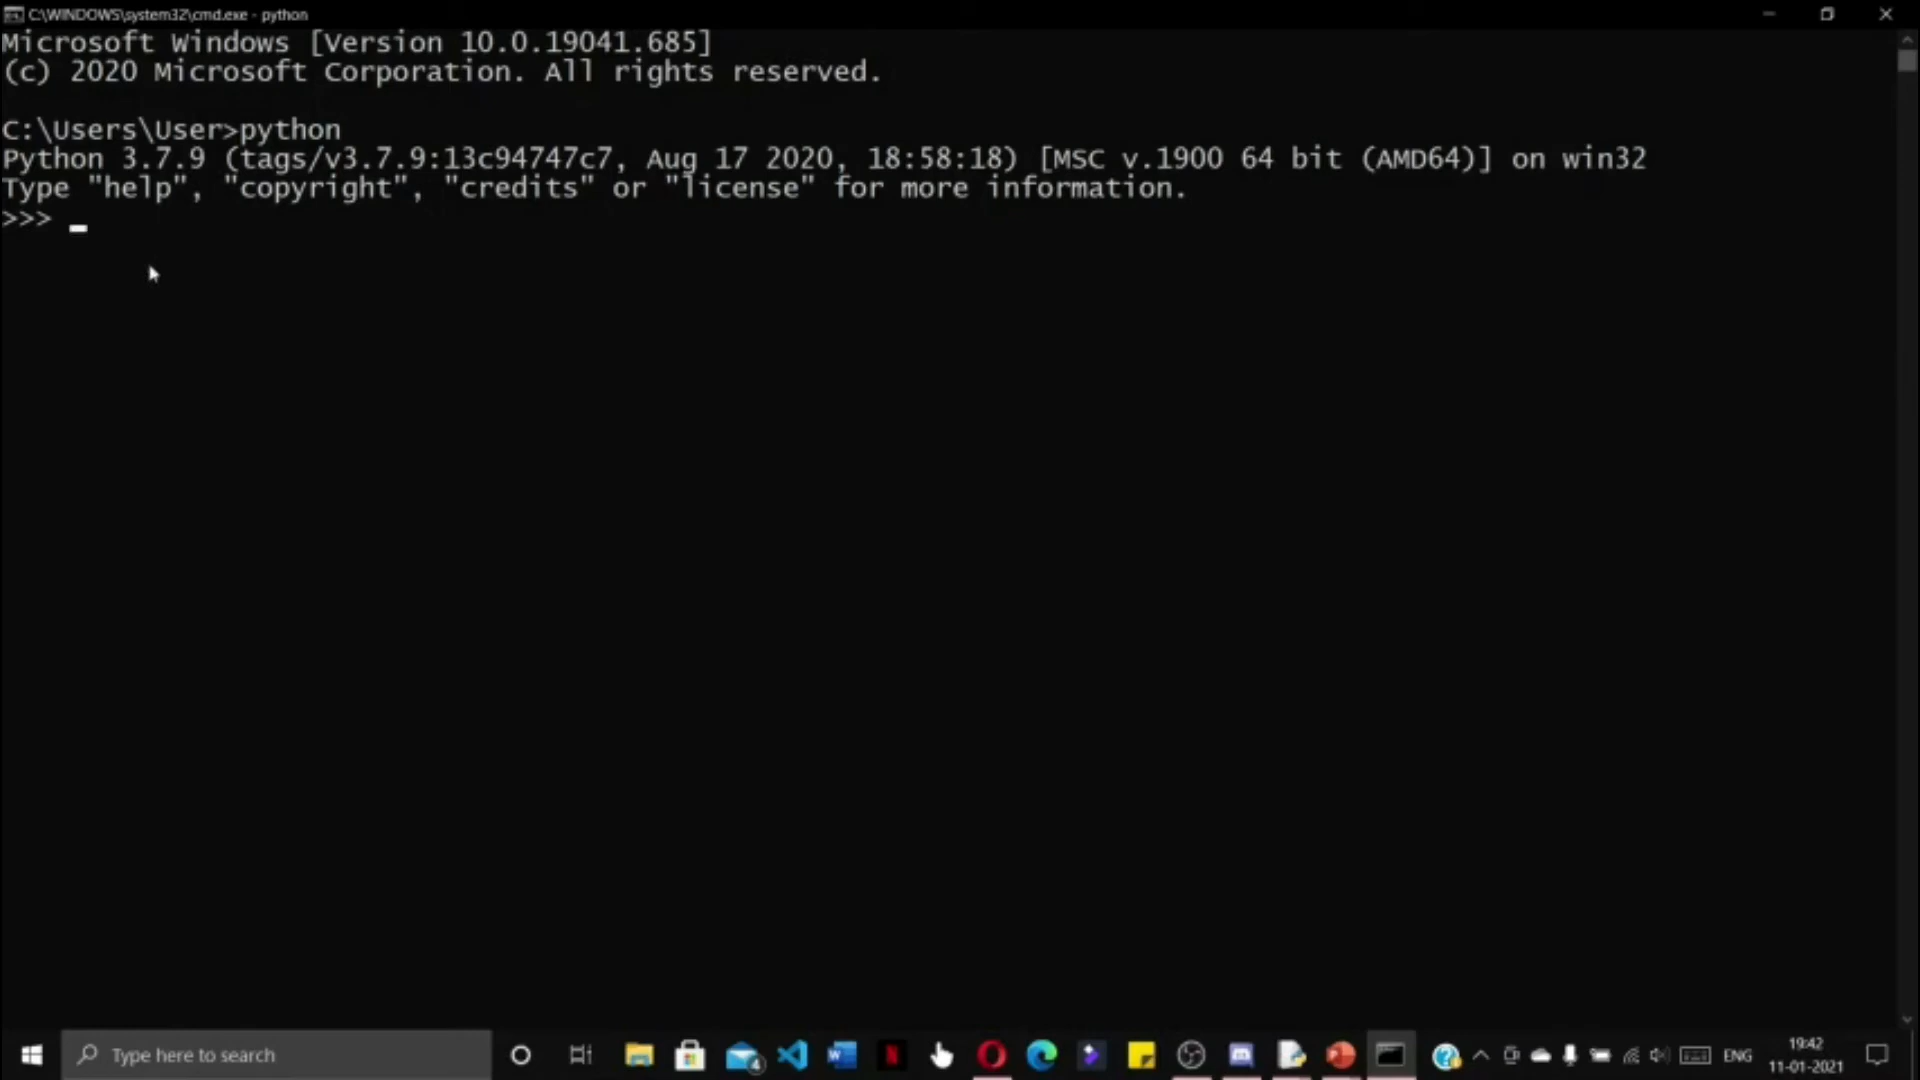 C:\WINDOWS\system32\cmd.exe - python
Microsoft Windows [Version 10.0.19041.685]
(c) 2020 Microsoft Corporation. All rights reserved.
C:\Users\User>python
Python 3.7.9 (tags/v3.7.9:13c94747c7, Aug 17 2020, 18:58:18) [MSC v.1900 64 bit (AMD64)] on win32
Type "help", "copyright", "credits" or "license" for more information.
>>>
Type here to search
4
ENG
19:42
11-01-2021